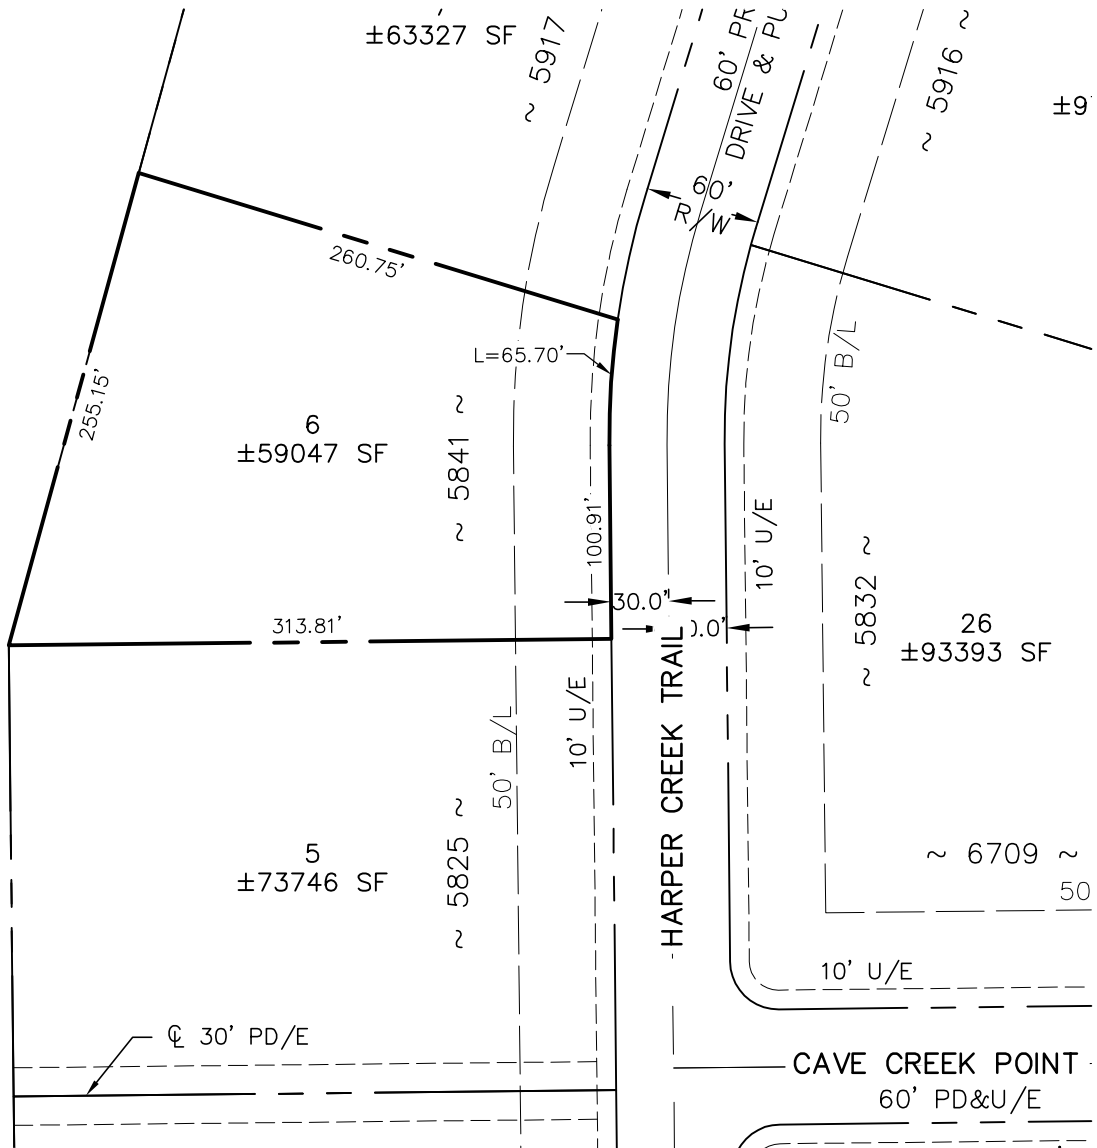 ±63327 SF
~ 5917
60' PR
DRIVE & PU
~ 5916 ~
±9
60'
R/W
260.75'
L=65.70'
50' B/L
255.15'
6
±59047 SF
~ 5841 ~
100.91'
10' U/E
30.0'
0.0'
313.81'
~ 5832 ~
26
±93393 SF
HARPER CREEK TRAIL
10' U/E
50' B/L
5
±73746 SF
~ 5825 ~
~ 6709 ~
50
10' U/E
℄ 30' PD/E
CAVE CREEK POINT
60' PD&U/E